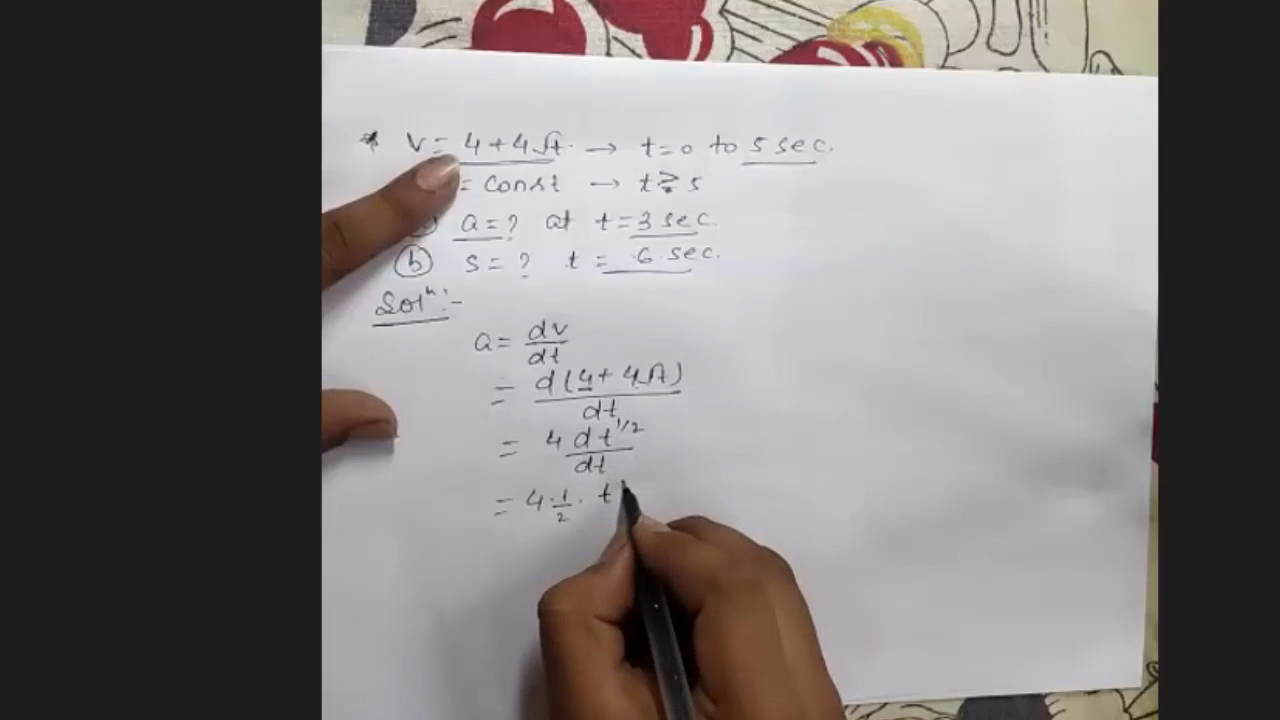 * v = 4 + 4√t. → t=0 to 5 sec.
= const → t ≥ 5
a = ? at t = 3 sec.
(b) s = ? t = 6 sec.
Solⁿ:-
a = dv/dt
= d(4 + 4√t)/dt
= 4 dt^1/2/dt
= 4 · 1/2 · t